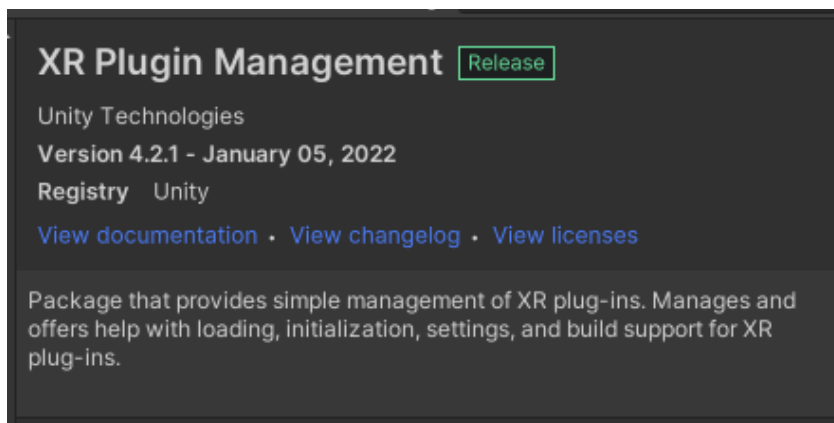 XR Plugin Management Release
Unity Technologies
Version 4.2.1 - January 05, 2022
Registry Unity
View documentation • View changelog • View licenses
Package that provides simple management of XR plug-ins. Manages and
offers help with loading, initialization, settings, and build support for XR
plug-ins.